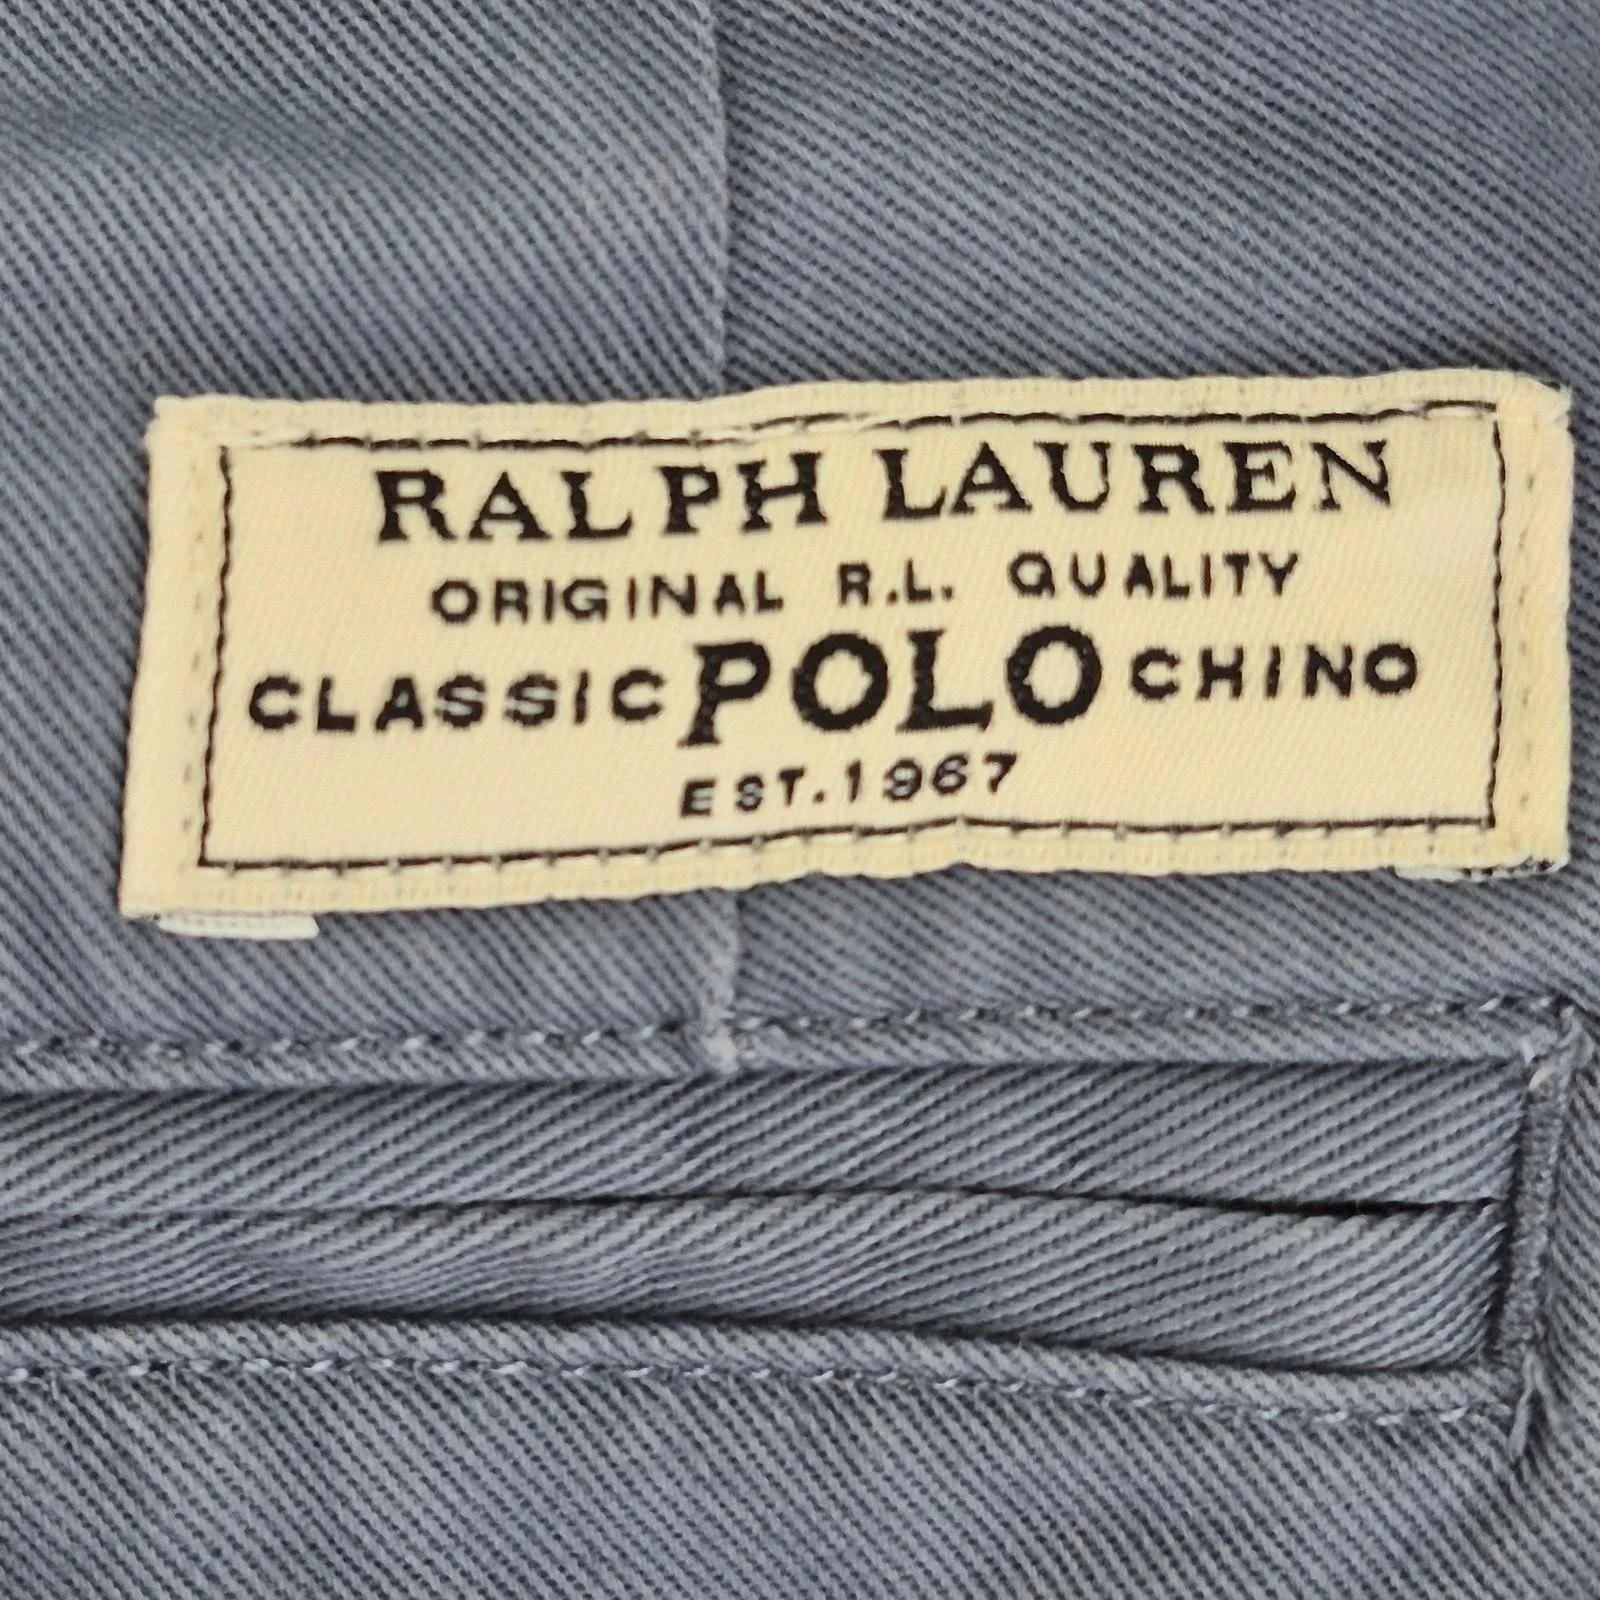 RALPH LAUREN
ORIGINAL R.L. QUALITY
CLASSIC POLO CHINO
EST. 1967